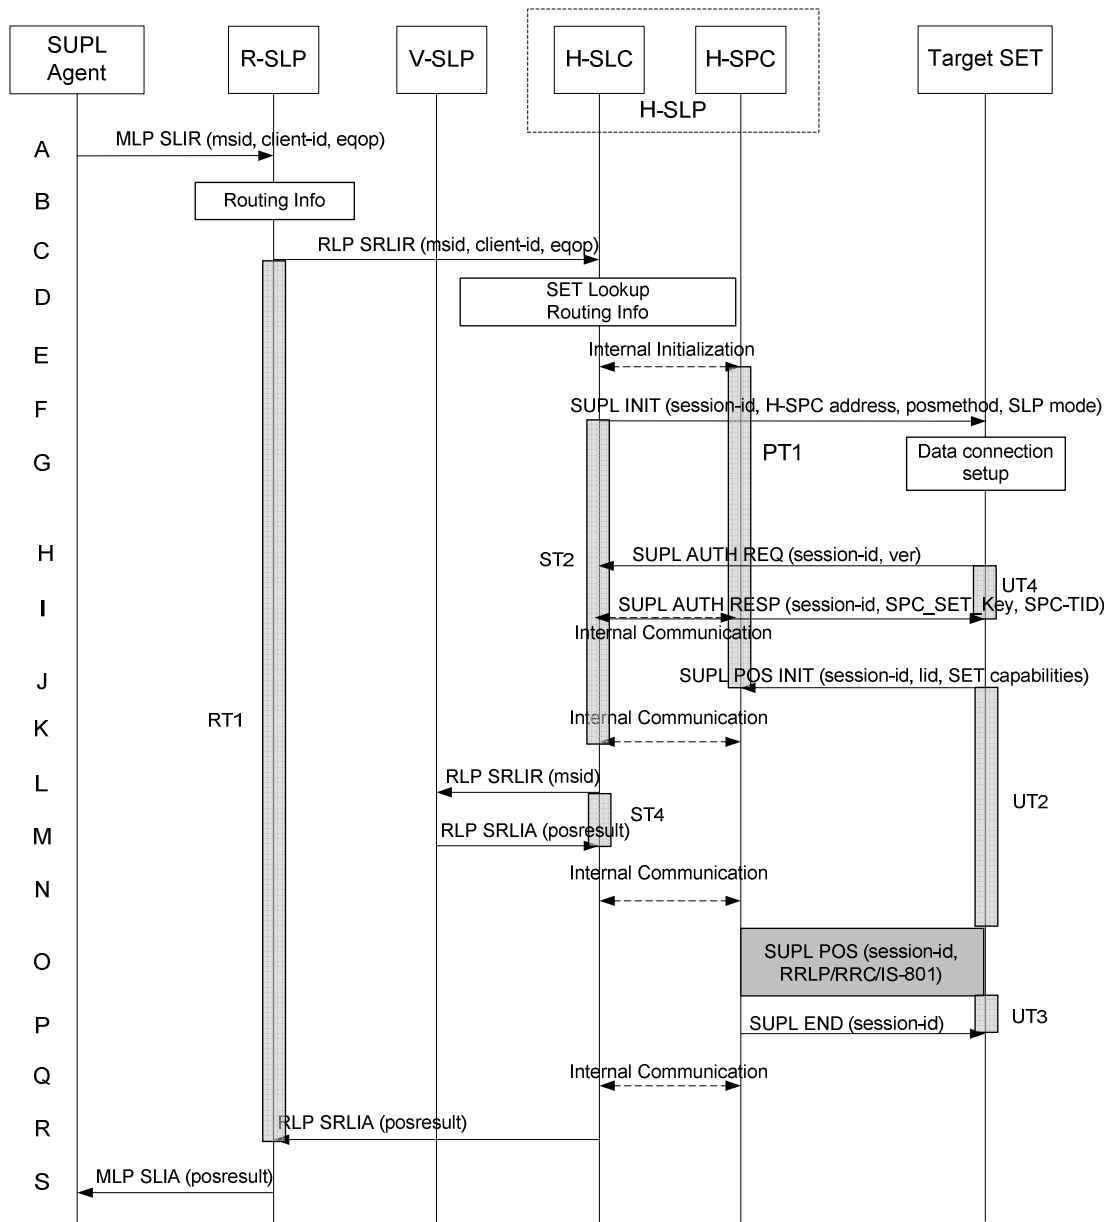 SUPL
Agent
R-SLP
V-SLP
H-SLC
H-SPC
Target SET
H-SLP
A
MLP SLIR (msid, client-id, eqop)
B
Routing Info
C
RLP SRLIR (msid, client-id, eqop)
D
SET Lookup
Routing Info
E
Internal Initialization
F
SUPL INIT (session-id, H-SPC address, posmethod, SLP mode)
G
PT1
Data connection
setup
H
ST2
SUPL AUTH REQ (session-id, ver)
UT4
I
SUPL AUTH RESP (session-id, SPC_SET_Key, SPC-TID)
Internal Communication
J
SUPL POS INIT (session-id, lid, SET capabilities)
RT1
K
Internal Communication
L
RLP SRLIR (msid)
ST4
UT2
M
RLP SRLIA (posresult)
N
Internal Communication
O
SUPL POS (session-id,
RRLP/RRC/IS-801)
P
SUPL END (session-id)
UT3
Q
Internal Communication
R
RLP SRLIA (posresult)
S
MLP SLIA (posresult)